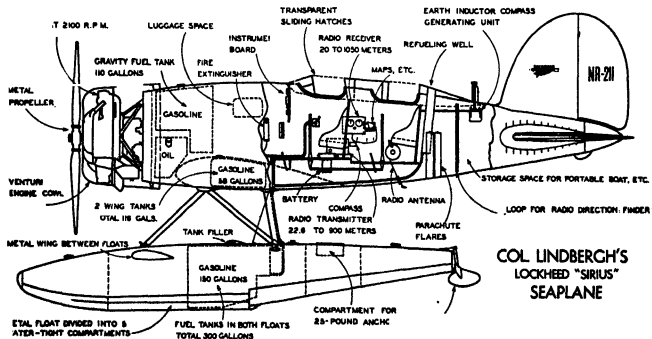 .T 2100 R.P.M.
LUGGAGE SPACE
TRANSPARENT
SLIDING HATCHES
EARTH INDUCTOR COMPASS
GENERATING UNIT
GRAVITY FUEL TANK
110 GALLONS
FIRE
EXTINGUISHER
INSTRUMEN
BOARD
RADIO RECEIVER
20 TO 1050 METERS
MAPS, ETC.
REFUELING WELL
METAL
PROPELLER
GASOLINE
NR-211
OIL
VENTURI
ENGINE COWL
2 WING TANKS
OTAL 116 GALS.
GASOLINE
58 GALLONS
BATTERY
COMPASS
RADIO TRANSMITTER
22.6 TO 900 METERS
RADIO ANTENNA
PARACHUTE
FLARES
STORAGE SPACE FOR PORTABLE BOAT, ETC.
LOOP FOR RADIO DIRECTION FINDER
METAL WING BETWEEN FLOATS
TANK FILLER
GASOLINE
150 GALLONS
COL. LINDBERGH'S
LOCKHEED "SIRIUS"
SEAPLANE
ETAL FLOAT DIVIDED INTO 5
ATER-TIGHT COMPARTMENTS
FUEL TANKS IN BOTH FLOATS
TOTAL 300 GALLONS
COMPARTMENT FOR
25-POUND ANCHO